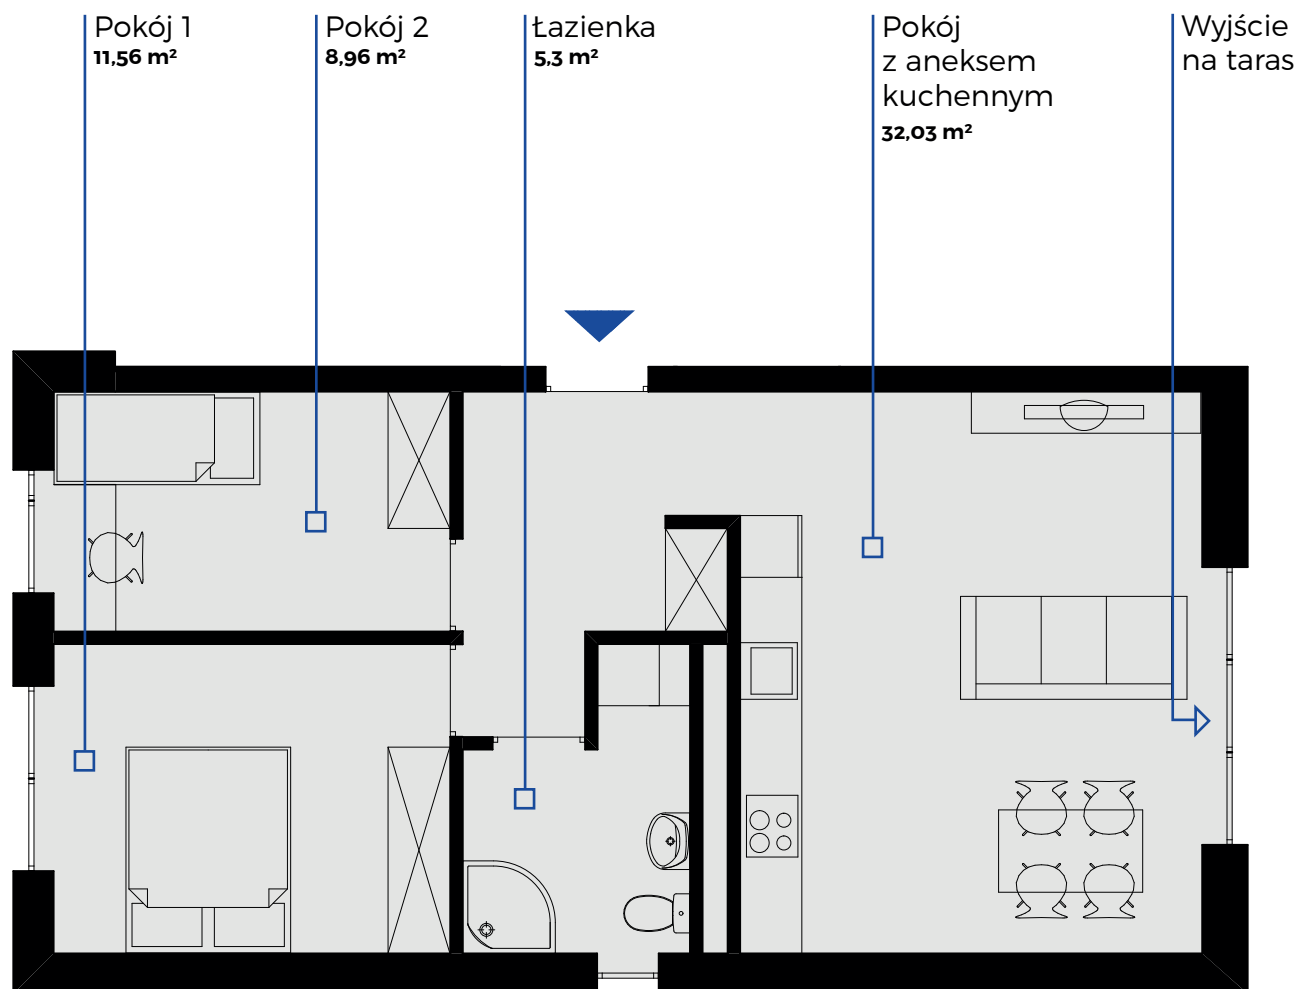 Pokój 1
11,56 m²
Pokój 2
8,96 m²
Łazienka
5,3 m²
Pokój
z aneksem
kuchennym
32,03 m²
Wyjście
na taras